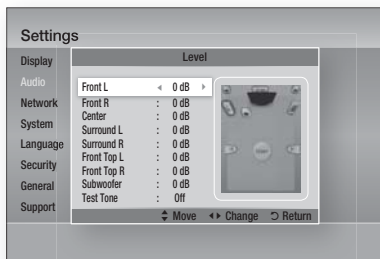 Settings
Display
Audio
Network
System
Language
Security
General
Support
Level
Front L ◂ 0 dB ▸
Front R : 0 dB
Center : 0 dB
Surround L : 0 dB
Surround R : 0 dB
Front Top L : 0 dB
Front Top R : 0 dB
Subwoofer : 0 dB
Test Tone : Off
Move Change Return